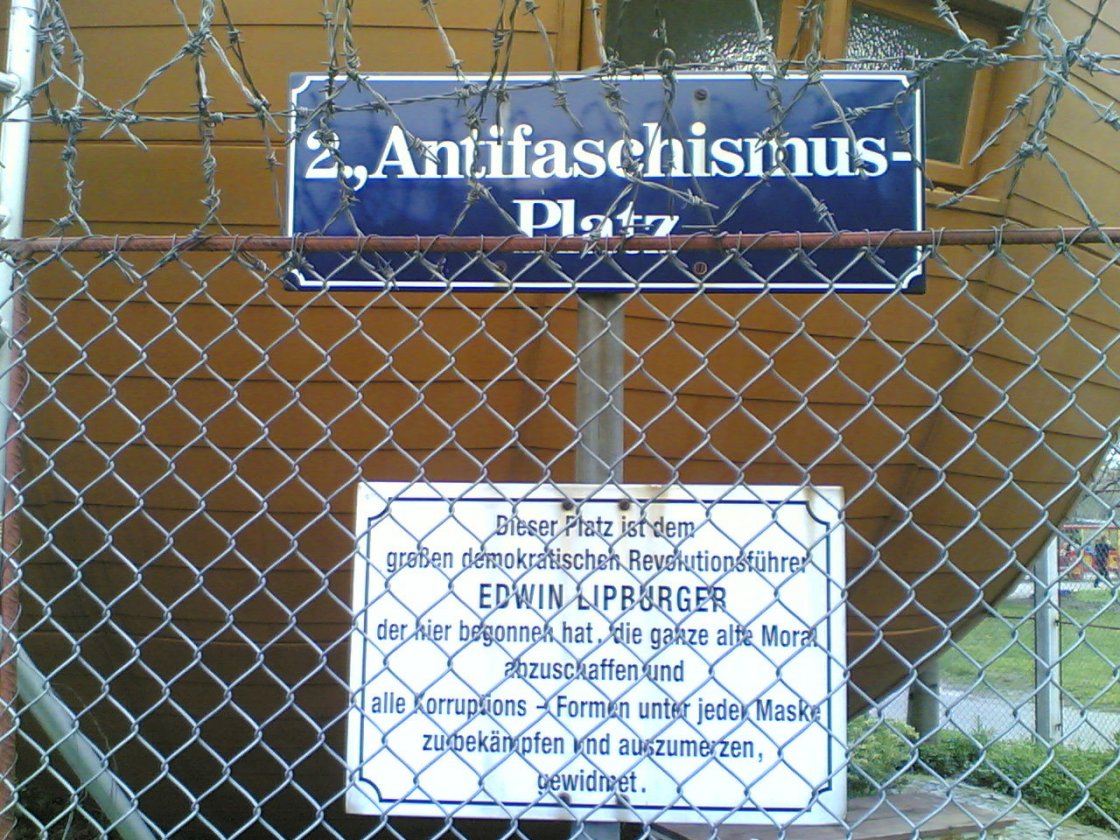 2., Antifaschismus-
Platz
Dieser Platz ist dem
großen demokratischen Revolutionsführer
EDWIN LIPBURGER
der hier begonnen hat, die ganze alte Moral
abzuschaffen und
alle Korruptions - Formen unter jeder Maske
zu bekämpfen und auszumerzen,
gewidmet.